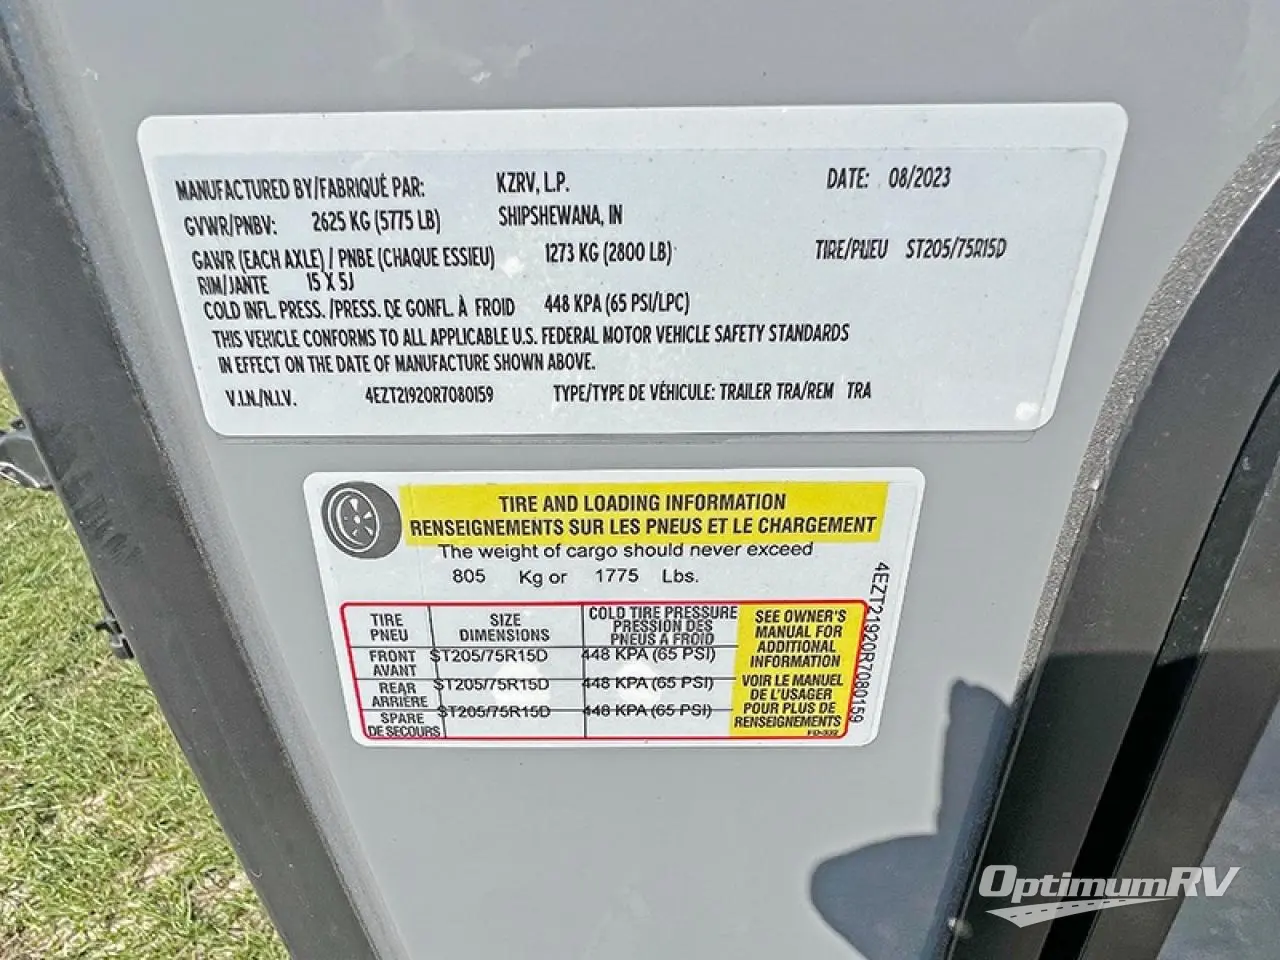 MANUFACTURED BY/FABRIQUÉ PAR: KZRV, L.P. DATE: 08/2023
GVWR/PNBV: 2625 KG (5775 LB) SHIPSHEWANA, IN
GAWR (EACH AXLE) / PNBE (CHAQUE ESSIEU) 1273 KG (2800 LB) TIRE/PNEU ST205/75R15D
RIM/JANTE 15 X 5J
COLD INFL. PRESS. /PRESS. DE GONFL. À FROID 448 KPA (65 PSI/LPC)
THIS VEHICLE CONFORMS TO ALL APPLICABLE U.S. FEDERAL MOTOR VEHICLE SAFETY STANDARDS
IN EFFECT ON THE DATE OF MANUFACTURE SHOWN ABOVE.
V.I.N./N.I.V. 4EZT21920R7080159 TYPE/TYPE DE VÉHICULE: TRAILER TRA/REM TRA
TIRE AND LOADING INFORMATION
RENSEIGNEMENTS SUR LES PNEUS ET LE CHARGEMENT
The weight of cargo should never exceed
805 Kg or 1775 Lbs.
TIRE
PNEU
SIZE
DIMENSIONS
COLD TIRE PRESSURE
PRESSION DES
PNEUS A FROID
FRONT
AVANT
ST205/75R15D 448 KPA (65 PSI)
REAR
ARRIÈRE
ST205/75R15D 448 KPA (65 PSI)
SPARE
DE SECOURS
ST205/75R15D 448 KPA (65 PSI)
SEE OWNER'S
MANUAL FOR
ADDITIONAL
INFORMATION
VOIR LE MANUEL
DE L'USAGER
POUR PLUS DE
RENSEIGNEMENTS
FD-332
4EZT21920R7080159
OptimumRV